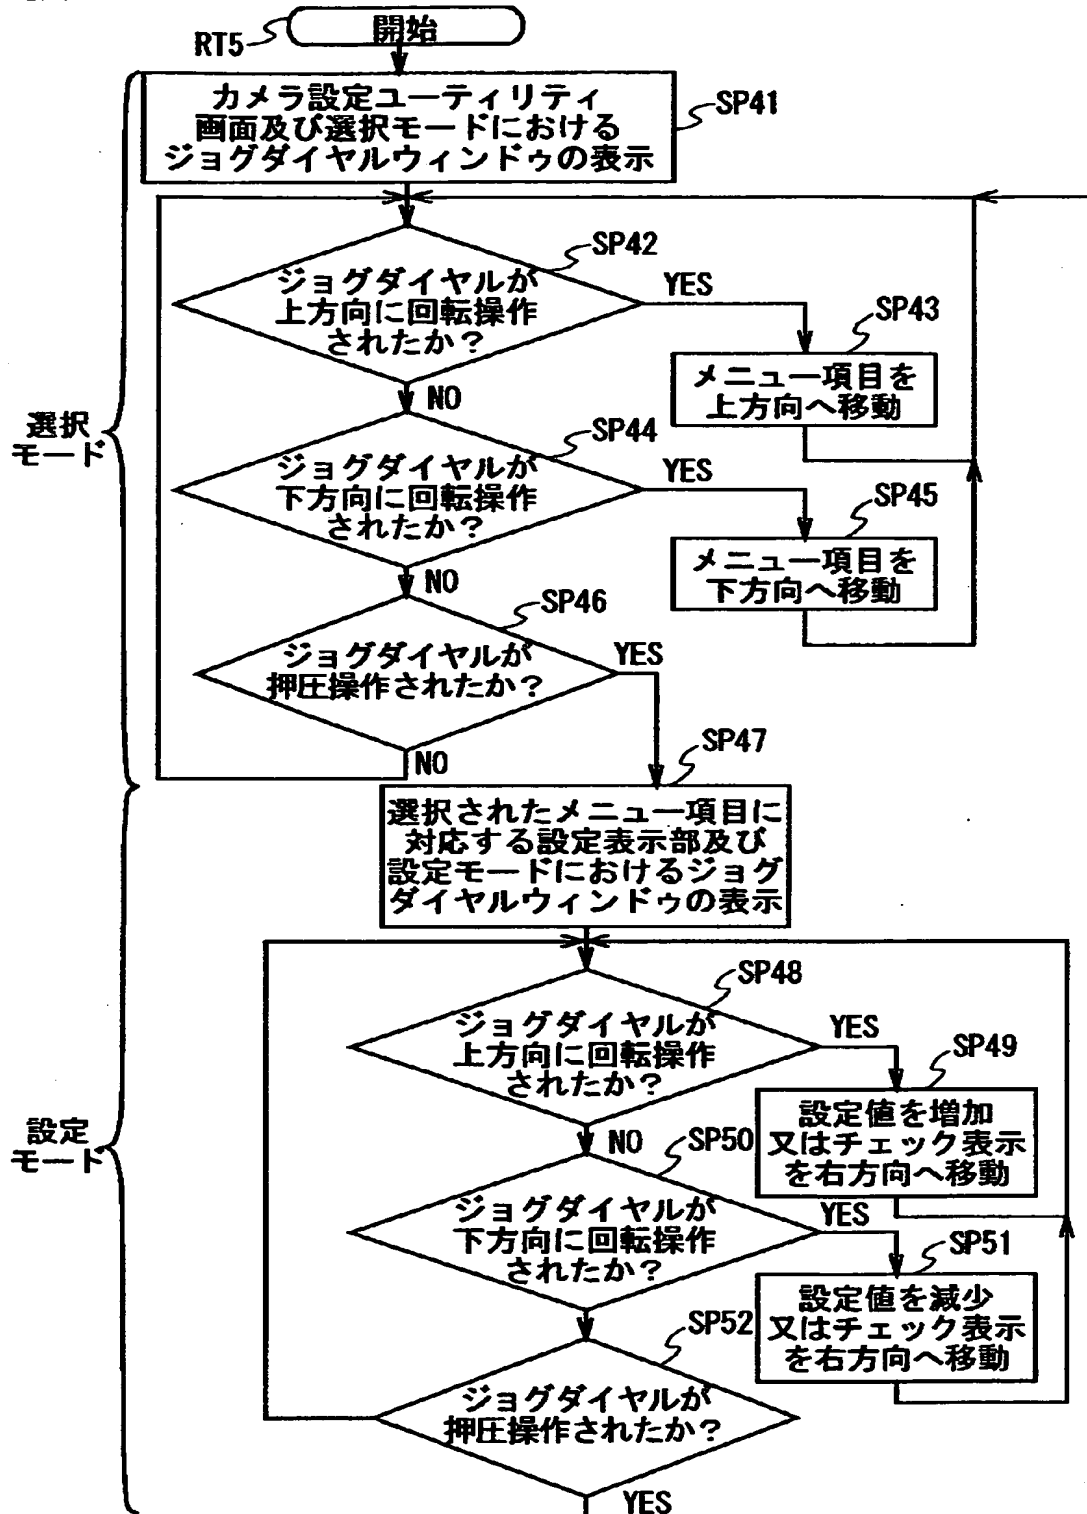 開始
RT5
カメラ設定ユーティリティ
画面及び選択モードにおける
ジョグダイヤルウィンドゥの表示
SP41
SP42
ジョグダイヤルが
上方向に回転操作
されたか？
YES
SP43
メニュー項目を
上方向へ移動
NO
選択
モード
SP44
ジョグダイヤルが
下方向に回転操作
されたか？
YES
SP45
メニュー項目を
下方向へ移動
NO
SP46
ジョグダイヤルが
押圧操作されたか？
YES
NO
SP47
選択されたメニュー項目に
対応する設定表示部及び
設定モードにおけるジョグ
ダイヤルウィンドゥの表示
SP48
ジョグダイヤルが
上方向に回転操作
されたか？
YES
SP49
設定値を増加
又はチェック表示
を右方向へ移動
NO
設定
モード
SP50
ジョグダイヤルが
下方向に回転操作
されたか？
YES
SP51
設定値を減少
又はチェック表示
を右方向へ移動
SP52
ジョグダイヤルが
押圧操作されたか？
YES